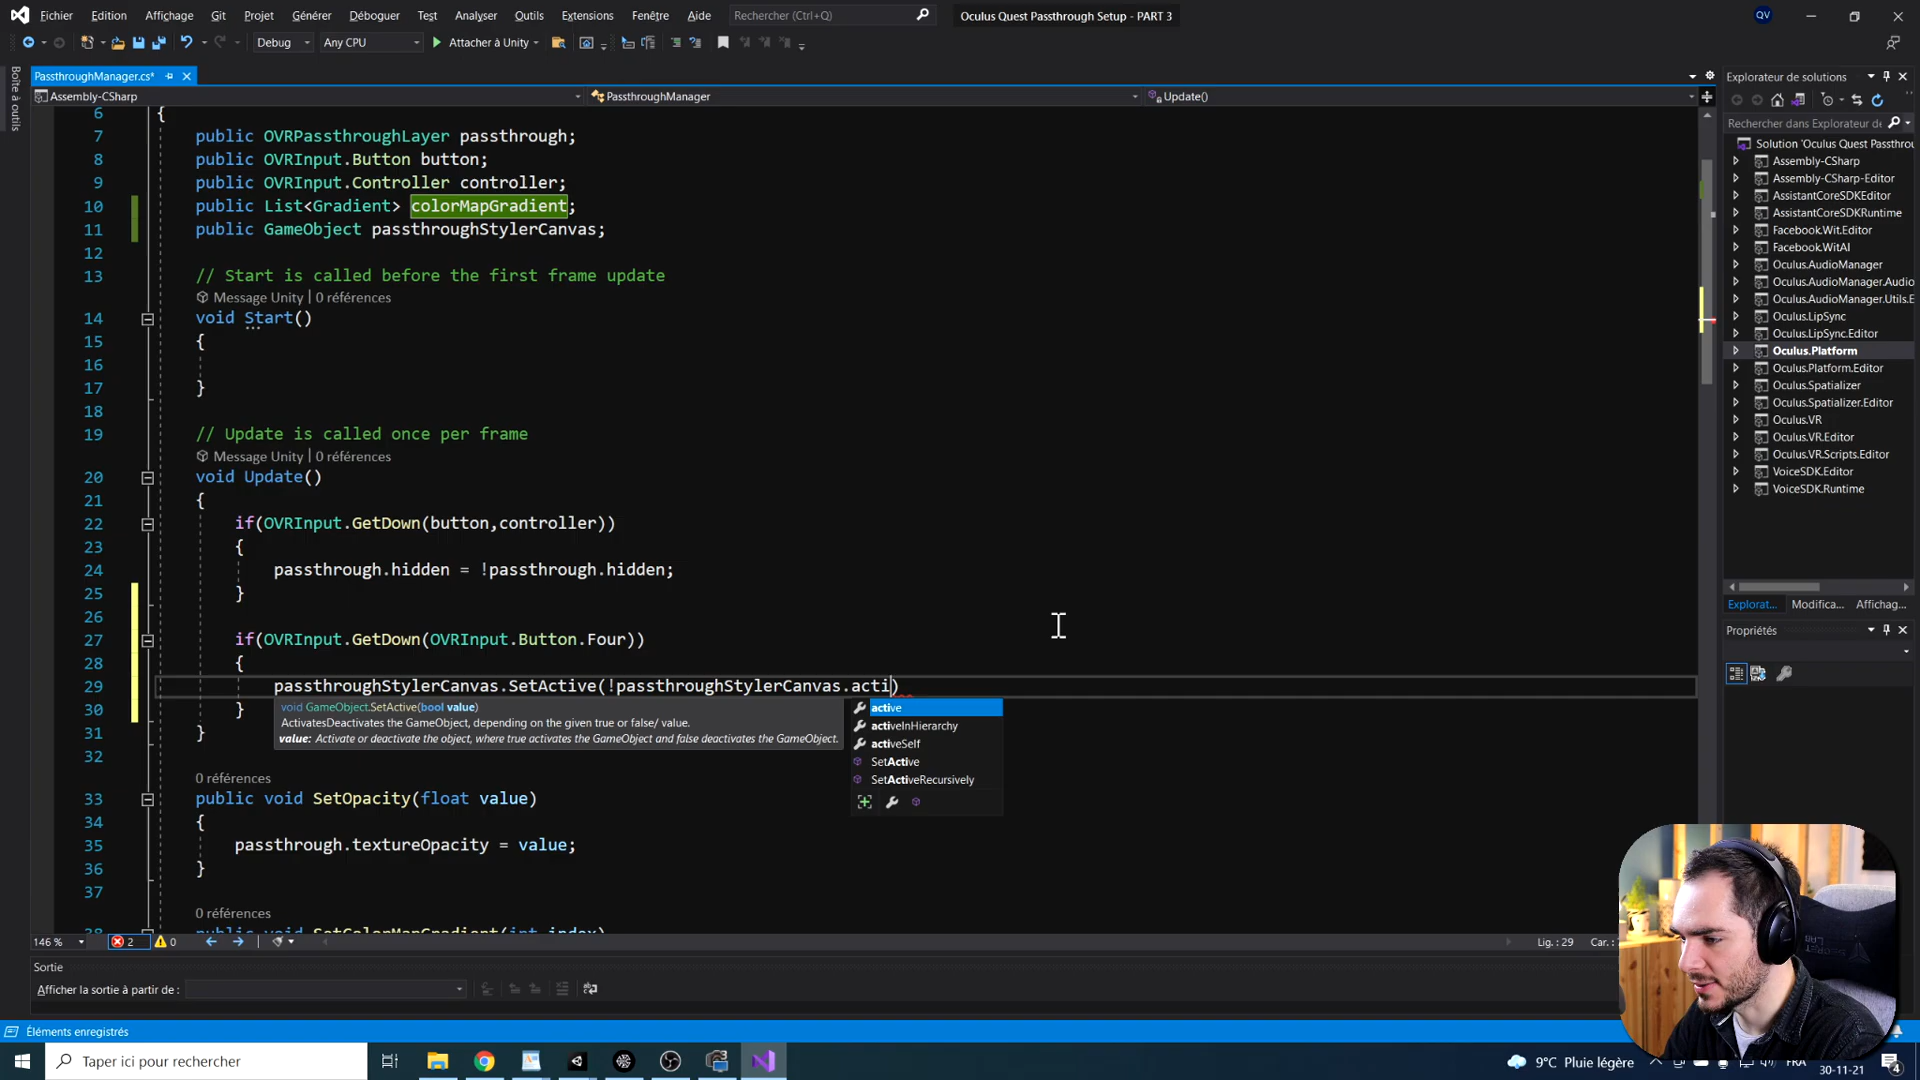 Fichier Edition Affichage Git Projet Générer Déboguer Test Analyser Outils Extensions Fenêtre Aide Rechercher (Ctrl+Q) Oculus Quest Passthrough Setup - PART 3 QV
Debug Any CPU Attacher à Unity
Boîte à outils
PassthroughManager.cs* Explorateur de solutions
Assembly-CSharp PassthroughManager Update()
Rechercher dans Explorateur de
6 {
7 public OVRPassthroughLayer passthrough;
8 public OVRInput.Button button;
9 public OVRInput.Controller controller;
10 public List<Gradient> colorMapGradient;
11 public GameObject passthroughStylerCanvas;
12
13 // Start is called before the first frame update
Message Unity | 0 références
14 void Start()
15 {
16
17 }
18
19 // Update is called once per frame
Message Unity | 0 références
20 void Update()
21 {
22 if(OVRInput.GetDown(button,controller))
23 {
24 passthrough.hidden = !passthrough.hidden;
25 }
26
27 if(OVRInput.GetDown(OVRInput.Button.Four))
28 {
29 passthroughStylerCanvas.SetActive(!passthroughStylerCanvas.acti)
30 }
31 }
32
void GameObject.SetActive(bool value)
ActivatesDeactivates the GameObject, depending on the given true or false/ value.
value: Activate or deactivate the object, where true activates the GameObject and false deactivates the GameObject.
active
activeInHierarchy
activeSelf
SetActive
SetActiveRecursively
0 références
33 public void SetOpacity(float value)
34 {
35 passthrough.textureOpacity = value;
36 }
37
0 références
38 public void SetColorMapGradient(int index)
Solution 'Oculus Quest Passthrou
Assembly-CSharp
Assembly-CSharp-Editor
AssistantCoreSDKEditor
AssistantCoreSDKRuntime
Facebook.Wit.Editor
Facebook.WitAI
Oculus.AudioManager
Oculus.AudioManager.Audio
Oculus.AudioManager.Utils.E
Oculus.LipSync
Oculus.LipSync.Editor
Oculus.Platform
Oculus.Platform.Editor
Oculus.Spatializer
Oculus.Spatializer.Editor
Oculus.VR
Oculus.VR.Editor
Oculus.VR.Scripts.Editor
VoiceSDK.Editor
VoiceSDK.Runtime
Explorat... Modifica... Affichag...
Propriétés
146 % 2 0 Lig. : 29 Car. :
Sortie
Afficher la sortie à partir de :
Éléments enregistrés
Taper ici pour rechercher 9°C Pluie légère FRA
30-11-21 4